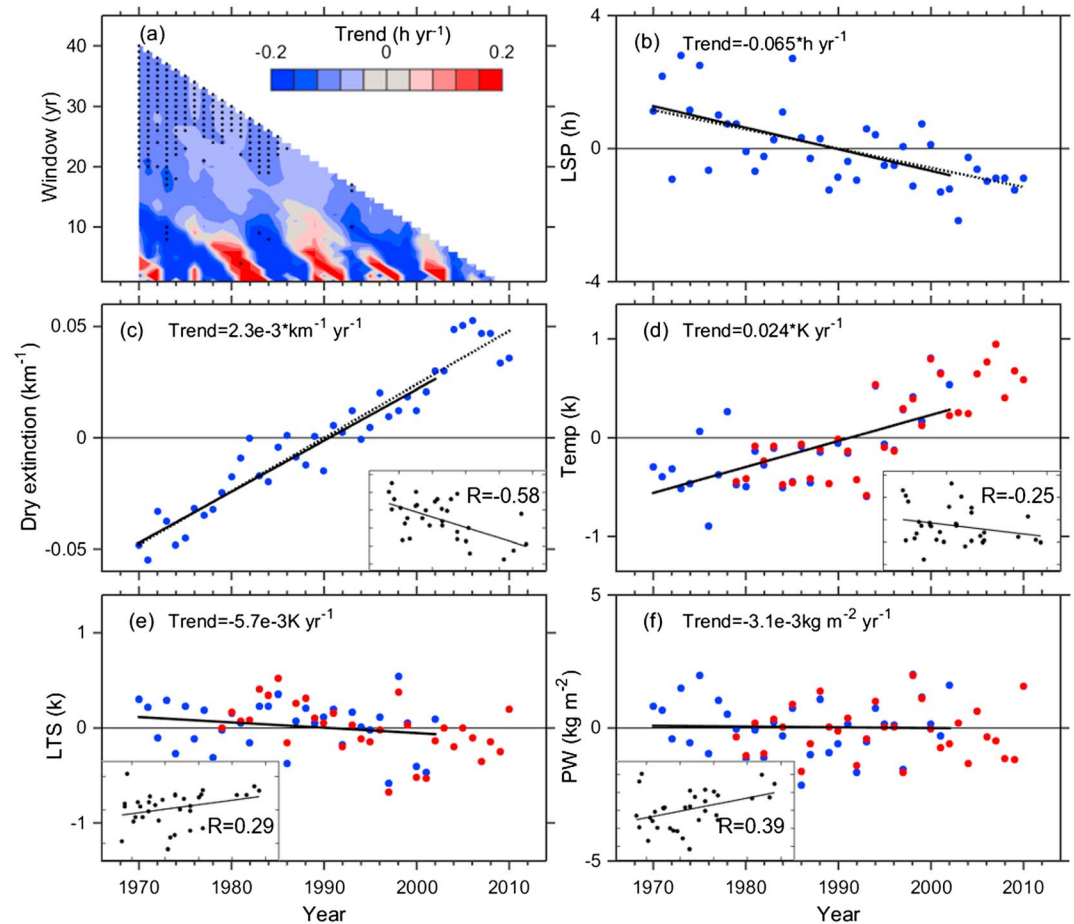 (a) Trend (h yr⁻¹)
-0.2 0 0.2
40
30
20
10
Window (yr)
(b) Trend=-0.065*h yr⁻¹
4
0
-4
LSP (h)
(c) Trend=2.3e-3*km⁻¹ yr⁻¹
0.05
0
-0.05
Dry extinction (km⁻¹)
R=-0.58
(d) Trend=0.024*K yr⁻¹
1
0
-1
Temp (k)
R=-0.25
(e) Trend=-5.7e-3K yr⁻¹
1
0
-1
LTS (k)
R=0.29
1970 1980 1990 2000 2010
Year
(f) Trend=-3.1e-3kg m⁻² yr⁻¹
5
0
-5
PW (kg m⁻²)
R=0.39
1970 1980 1990 2000 2010
Year